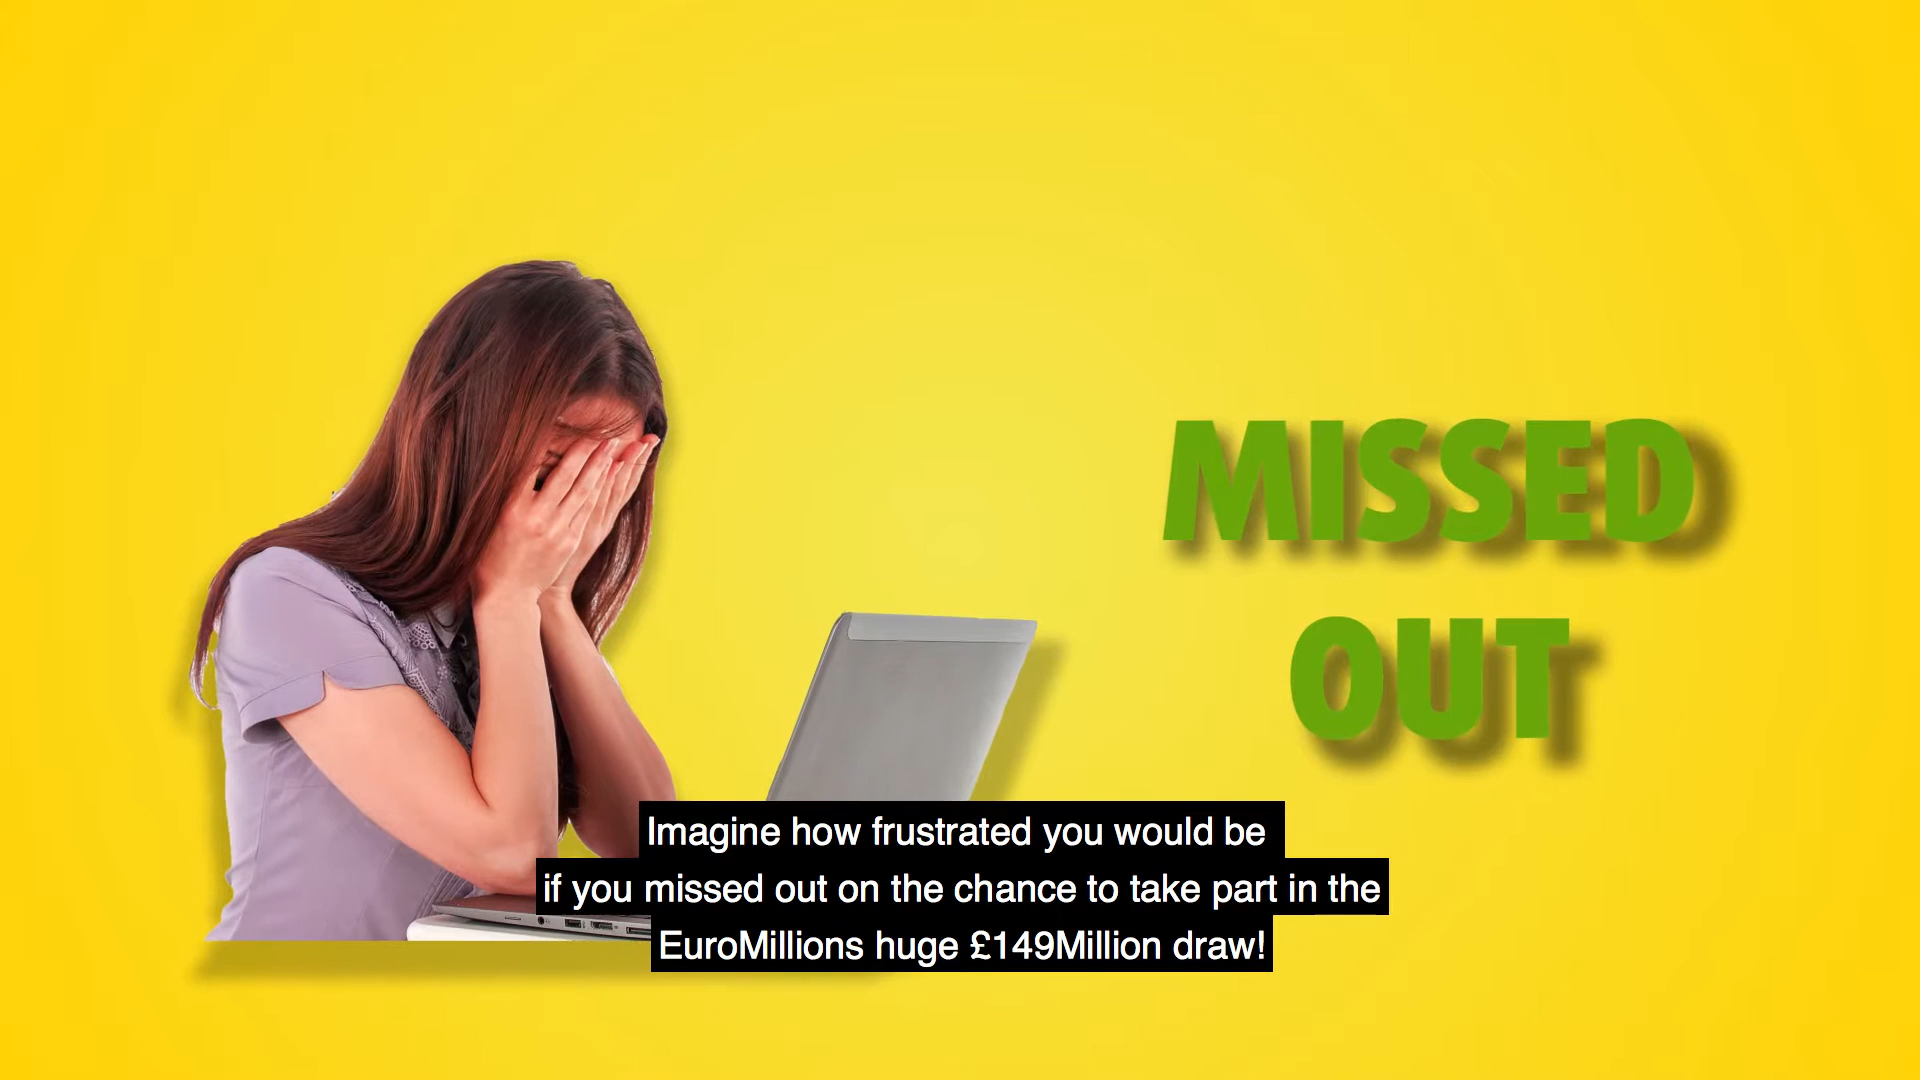 MISSED
OUT
Imagine how frustrated you would be
if you missed out on the chance to take part in the
EuroMillions huge £149Million draw!